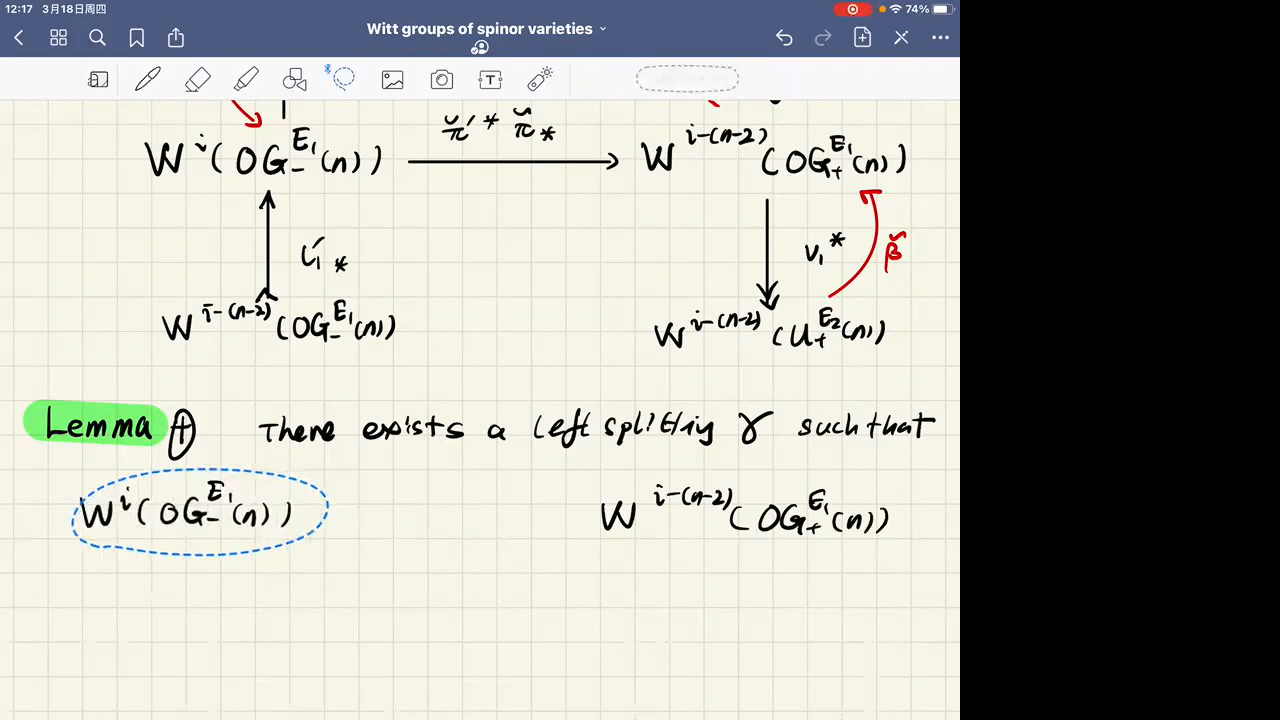 12:17 3月18日周四
74%
Witt groups of spinor varieties
π̆'* π̆_*
W^i(OG_-^{E_1}(n)) W^{i-(n-2)}(OG_+^{E_1}(n))
ι_1'_* υ_1^* β̆
W^{i-(n-2)}(OG_-^{E_1}(n)) W^{i-(n-2)}(U_+^{E_2}(n))
Lemma There exists a left splitting γ such that
W^i(OG_-^{E_1}(n)) W^{i-(n-2)}(OG_+^{E_1}(n))